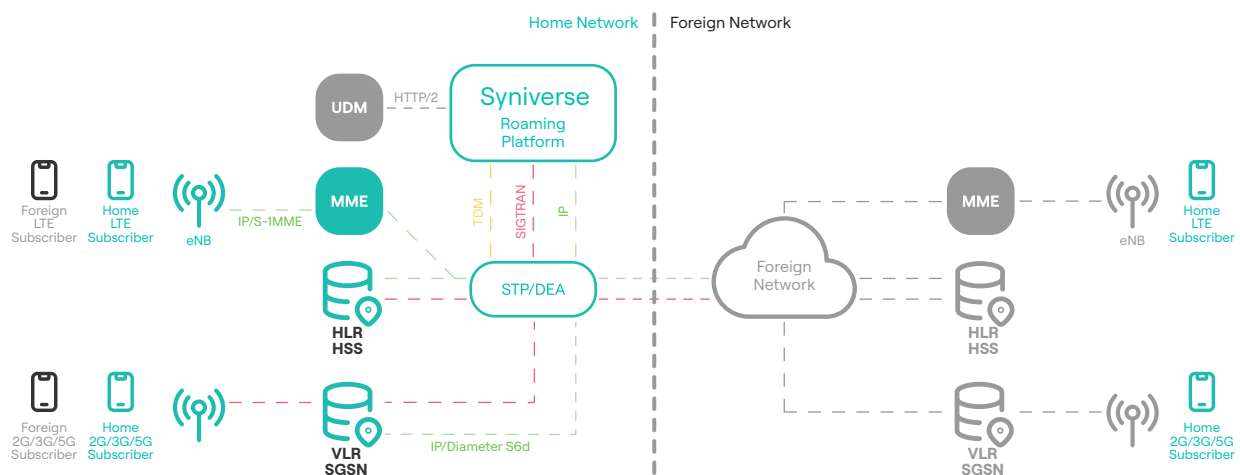 Home Network
Foreign Network
UDM
HTTP/2
Syniverse
Roaming
Platform
Foreign
LTE
Subscriber
Home
LTE
Subscriber
eNB
IP/S-1MME
MME
TDM
SIGTRAN
IP
STP/DEA
HLR
HSS
Foreign
Network
MME
eNB
Home
LTE
Subscriber
HLR
HSS
Foreign
2G/3G/5G
Subscriber
Home
2G/3G/5G
Subscriber
VLR
SGSN
IP/Diameter S6d
VLR
SGSN
Home
2G/3G/5G
Subscriber